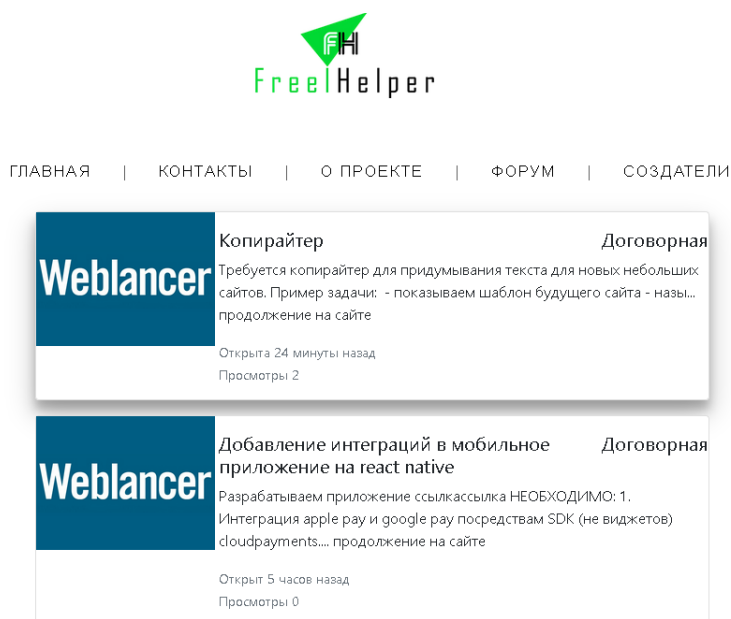 FH
FreelHelper
ГЛАВНАЯ | КОНТАКТЫ | О ПРОЕКТЕ | ФОРУМ | СОЗДАТЕЛИ
Weblancer
Копирайтер Договорная
Требуется копирайтер для придумывания текста для новых небольших
сайтов. Пример задачи: - показываем шаблон будущего сайта - назы...
продолжение на сайте
Открыта 24 минуты назад
Просмотры 2
Weblancer
Добавление интеграций в мобильное Договорная
приложение на react native
Разрабатываем приложение ссылкассылка НЕОБХОДИМО: 1.
Интеграция apple pay и google pay посредствам SDK (не виджетов)
cloudpayments.... продолжение на сайте
Открыт 5 часов назад
Просмотры 0